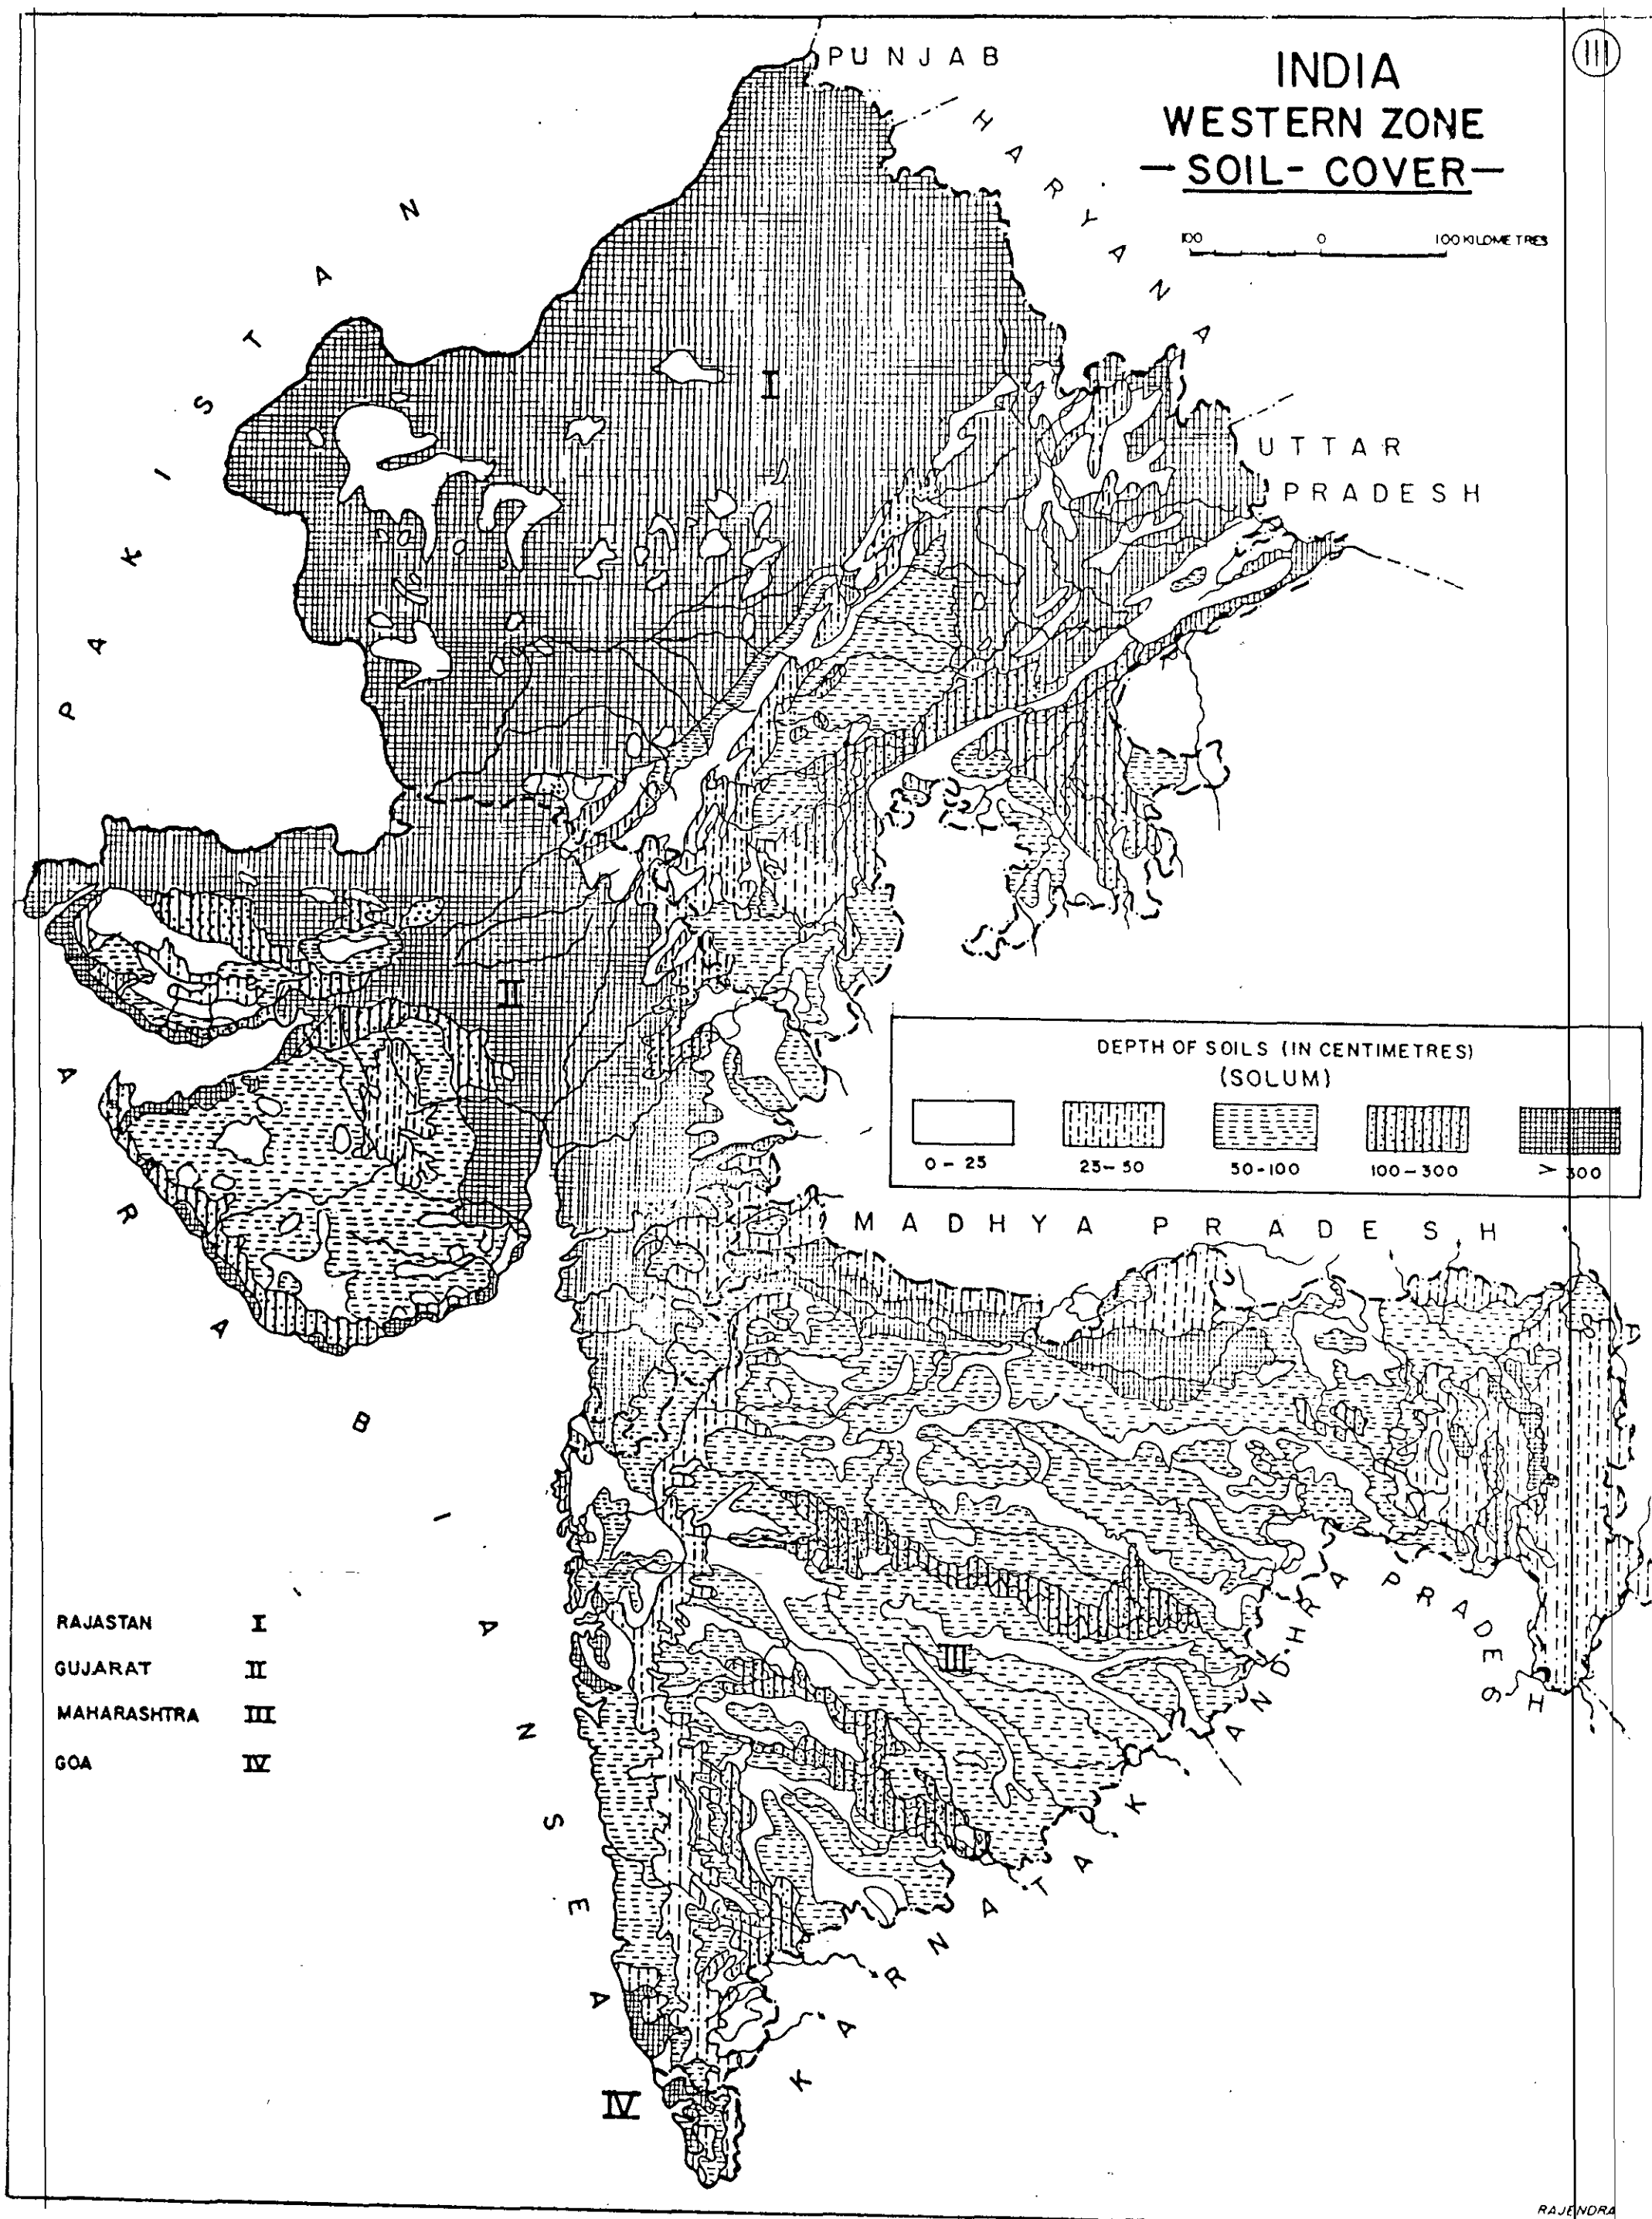 III
INDIA
WESTERN ZONE
— SOIL- COVER —
100 0 100 KILOMETRES
PUNJAB
HARYANA
UTTAR
PRADESH
PAKISTAN
I
II
DEPTH OF SOILS (IN CENTIMETRES)
(SOLUM)
0 - 25 25 - 50 50 - 100 100 - 300 > 300
MADHYA PRADESH
ARABIAN SEA
ANDHRA PRADESH
III
KARNATAK
IV
RAJASTAN I
GUJARAT II
MAHARASHTRA III
GOA IV
RAJENDRA